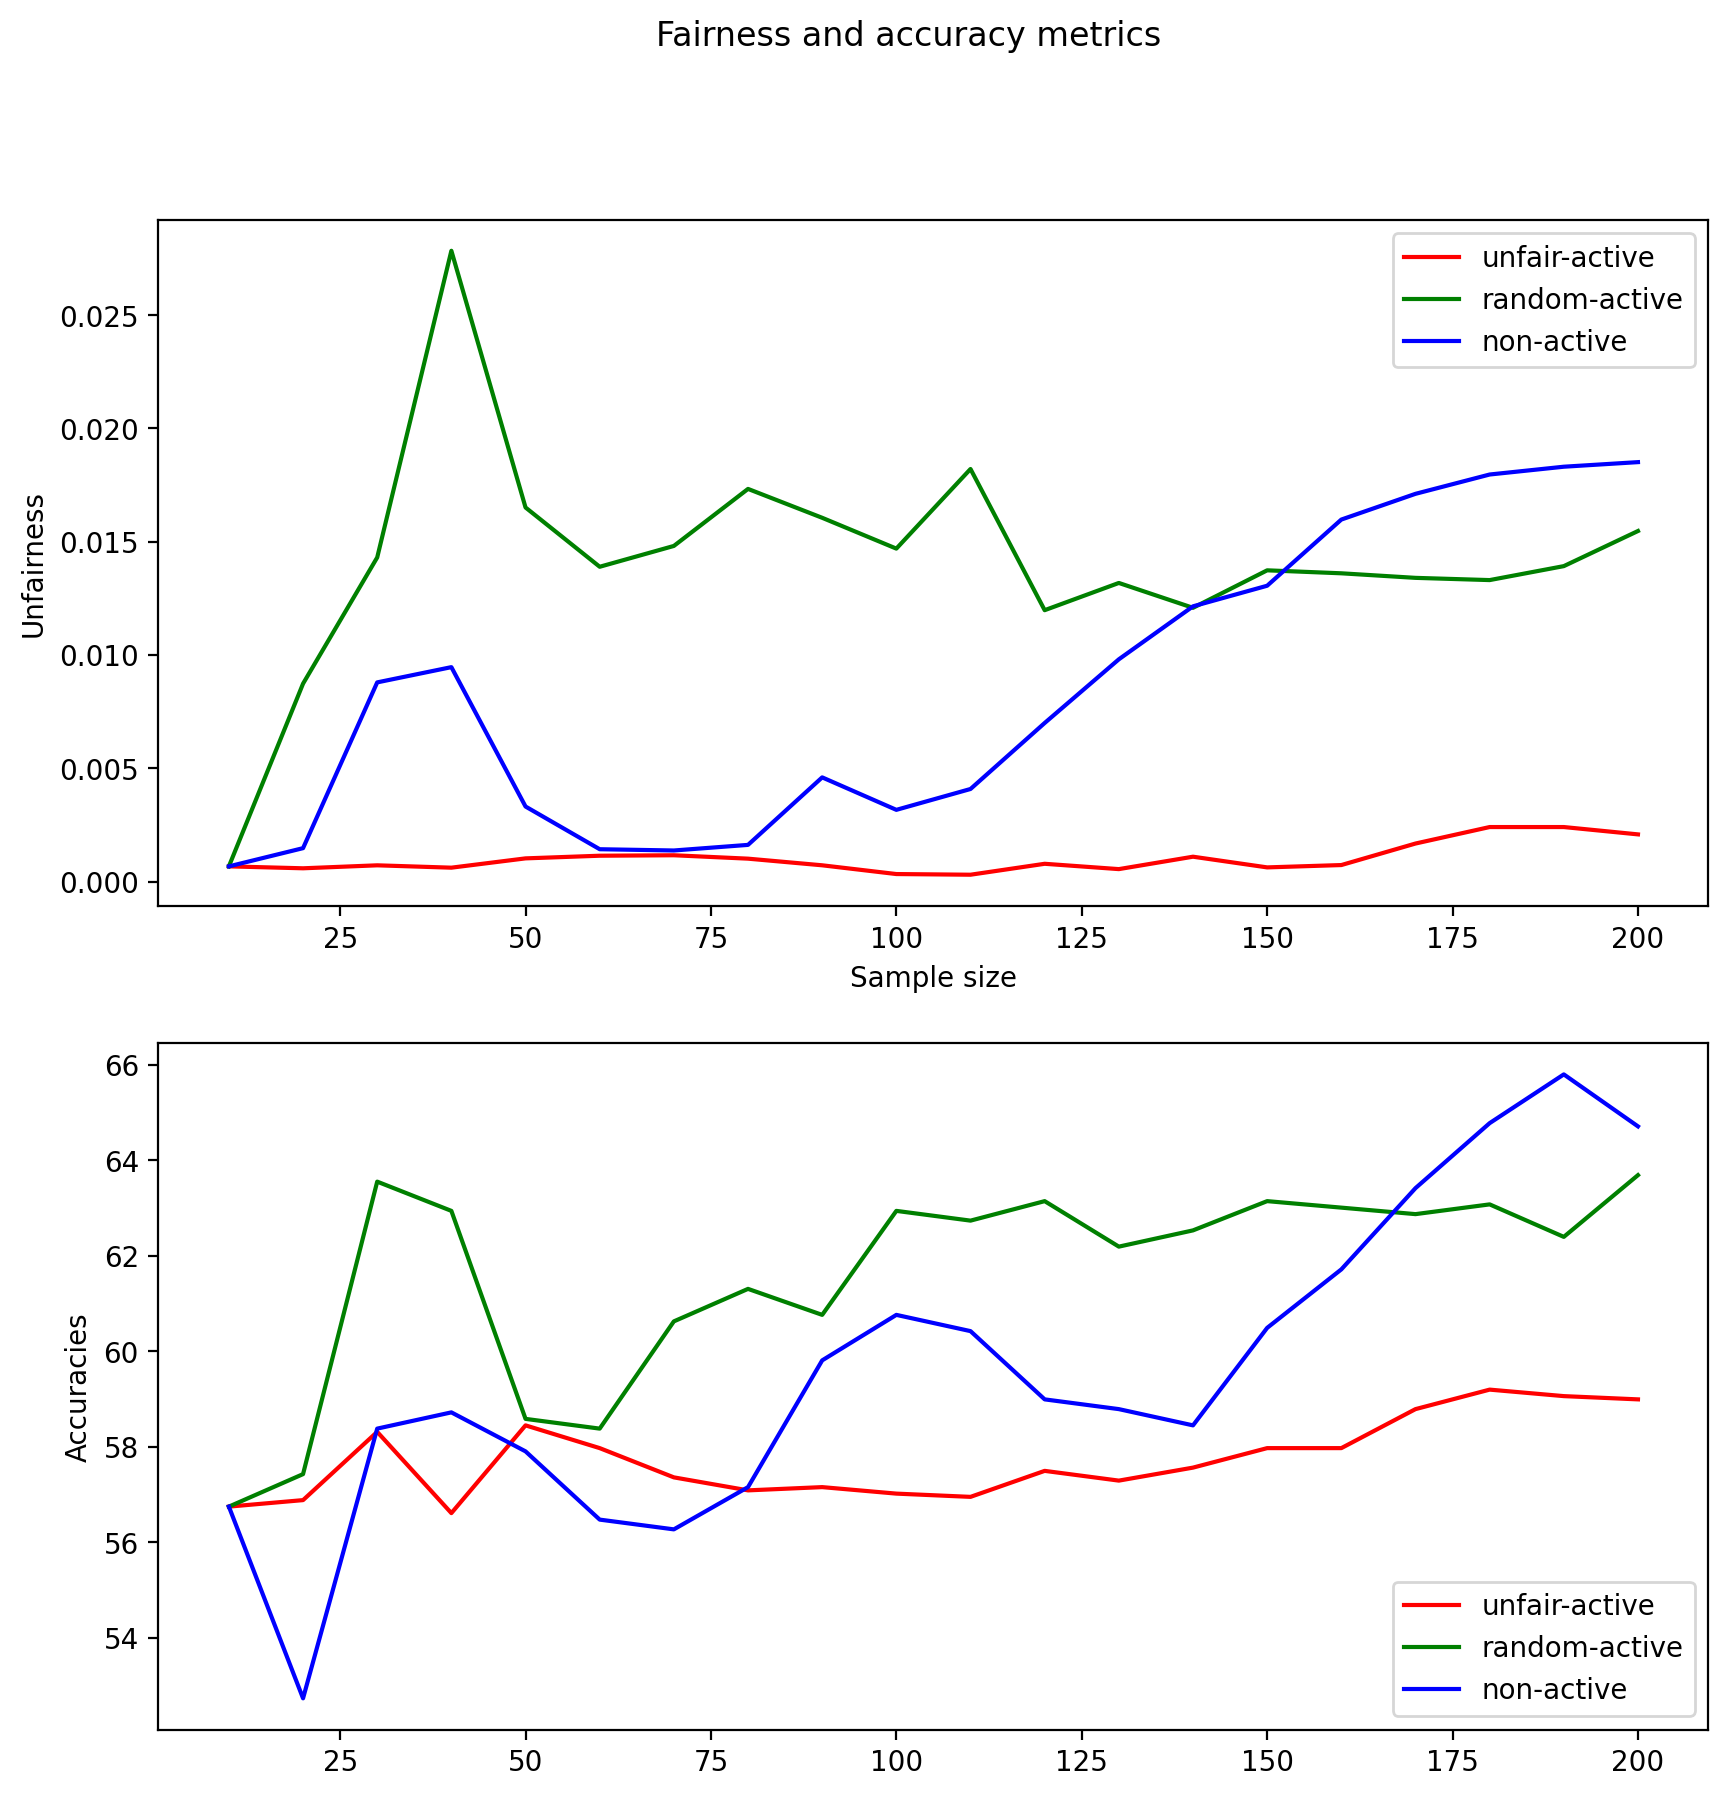 Fairness and accuracy metrics
unfair-active
random-active
non-active
0.025
0.020
0.015
0.010
0.005
0.000
Unfairness
25 50 75 100 125 150 175 200
Sample size
66
64
62
60
58
56
54
Accuracies
unfair-active
random-active
non-active
25 50 75 100 125 150 175 200